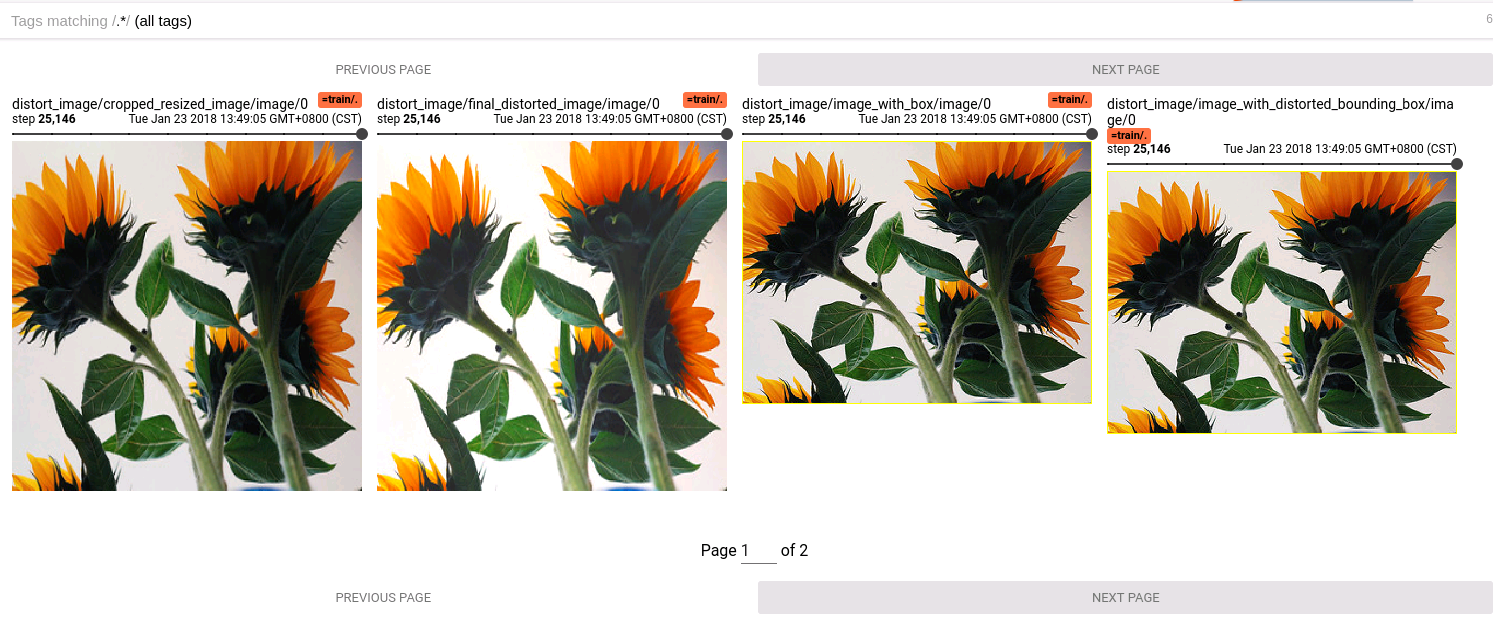 Tags matching /.*/ (all tags)
6
PREVIOUS PAGE
NEXT PAGE
distort_image/cropped_resized_image/image/0
=train/.
step 25,146
Tue Jan 23 2018 13:49:05 GMT+0800 (CST)
distort_image/final_distorted_image/image/0
=train/.
step 25,146
Tue Jan 23 2018 13:49:05 GMT+0800 (CST)
distort_image/image_with_box/image/0
=train/.
step 25,146
Tue Jan 23 2018 13:49:05 GMT+0800 (CST)
distort_image/image_with_distorted_bounding_box/ima
ge/0
=train/.
step 25,146
Tue Jan 23 2018 13:49:05 GMT+0800 (CST)
Page 1 of 2
PREVIOUS PAGE
NEXT PAGE